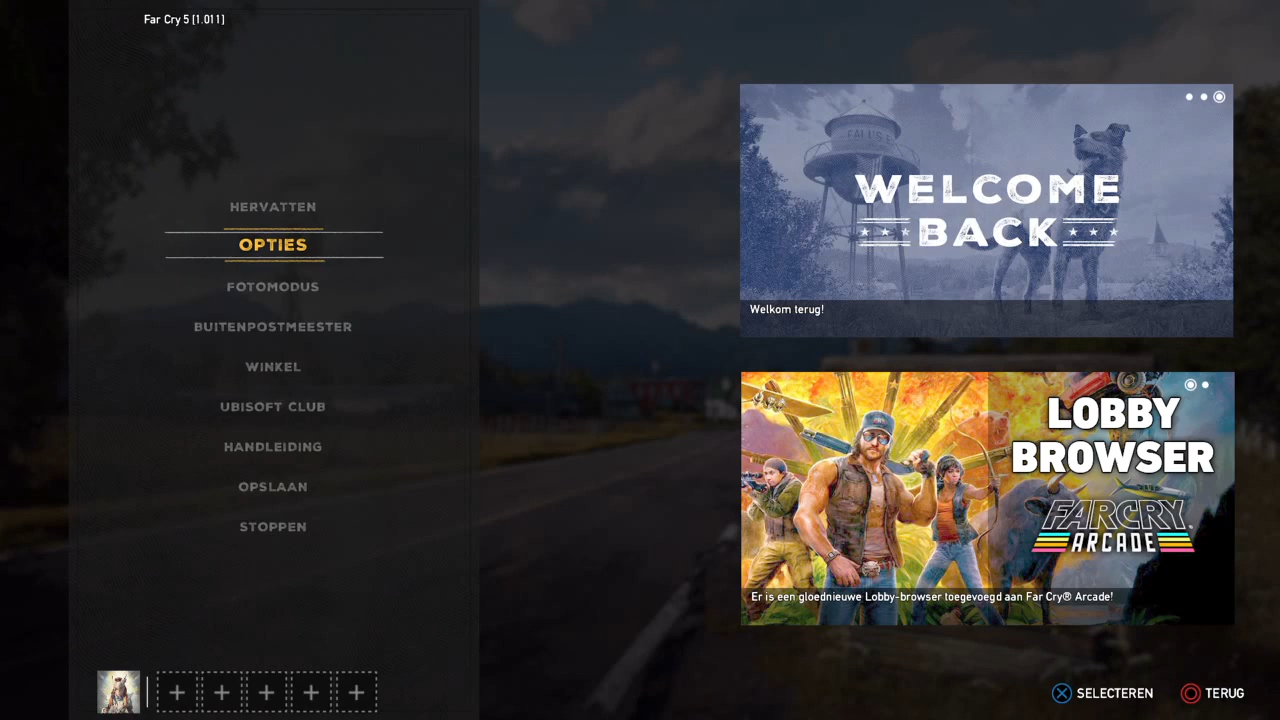 Far Cry 5 [1.011]
HERVATTEN
OPTIES
FOTOMODUS
BUITENPOSTMEESTER
WINKEL
UBISOFT CLUB
HANDLEIDING
OPSLAAN
STOPPEN
WELCOME
BACK
Welkom terug!
LOBBY
BROWSER
FARCRY
ARCADE
Er is een gloednieuwe Lobby-browser toegevoegd aan Far Cry® Arcade!
SELECTEREN
TERUG